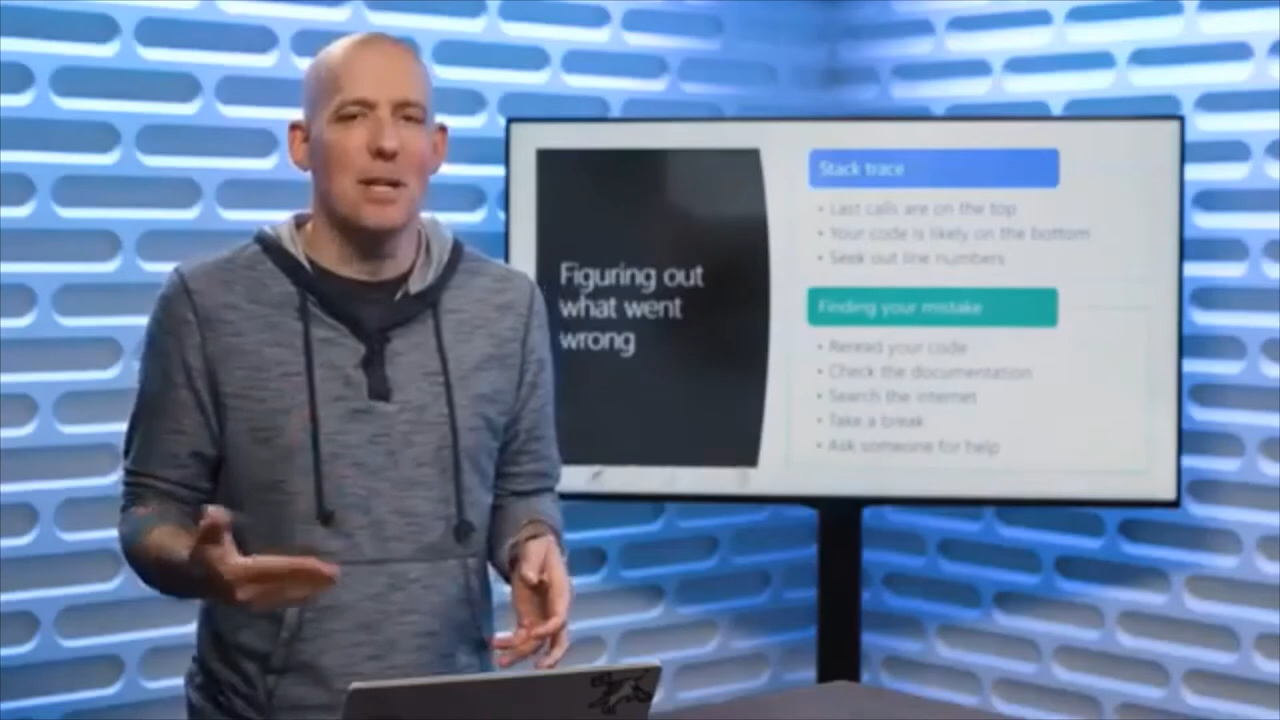 Figuring out
what went
wrong
Stack trace
• Last calls are on the top
• Your code is likely on the bottom
• Seek out line numbers
Finding your mistake
• Reread your code
• Check the documentation
• Search the internet
• Take a break
• Ask someone for help